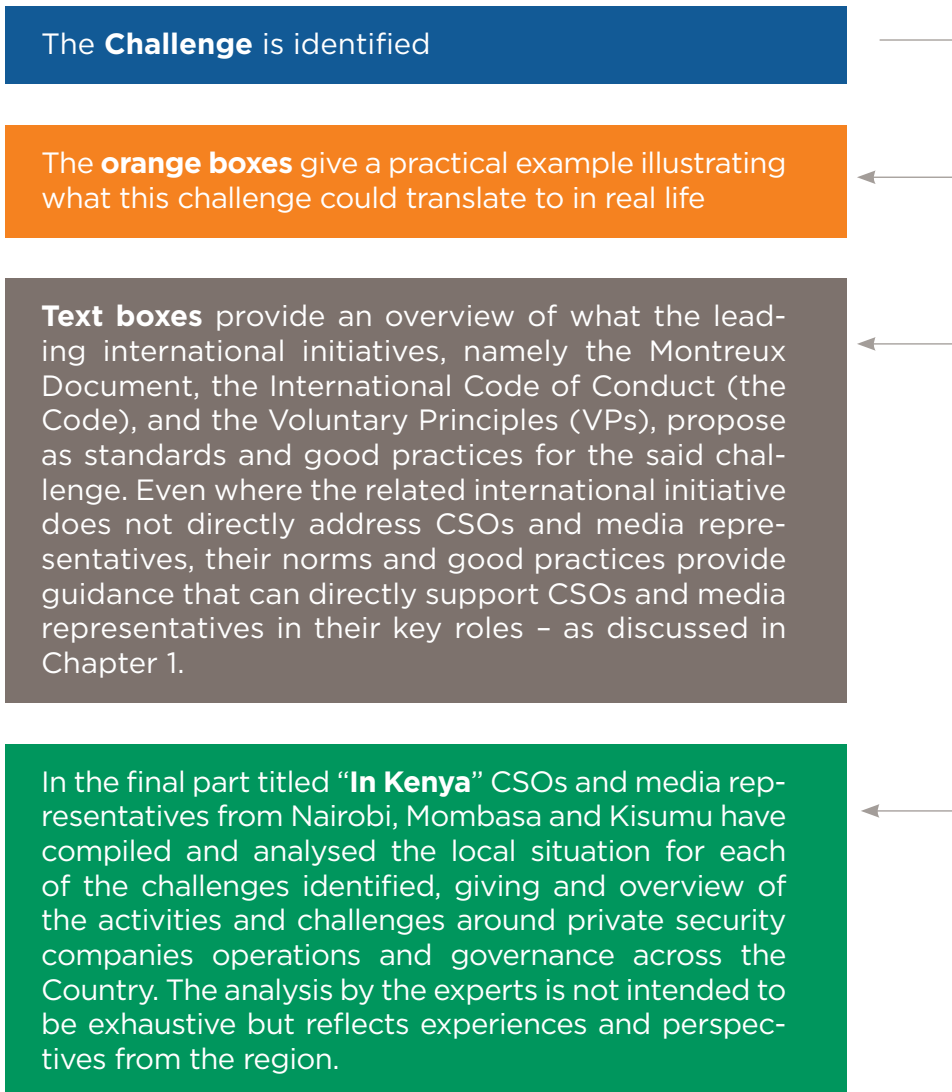 The Challenge is identified
The orange boxes give a practical example illustrating
what this challenge could translate to in real life
Text boxes provide an overview of what the lead-
ing international initiatives, namely the Montreux
Document, the International Code of Conduct (the
Code), and the Voluntary Principles (VPs), propose
as standards and good practices for the said chal-
lenge. Even where the related international initiative
does not directly address CSOs and media repre-
sentatives, their norms and good practices provide
guidance that can directly support CSOs and media
representatives in their key roles – as discussed in
Chapter 1.
In the final part titled “In Kenya” CSOs and media rep-
resentatives from Nairobi, Mombasa and Kisumu have
compiled and analysed the local situation for each
of the challenges identified, giving and overview of
the activities and challenges around private security
companies operations and governance across the
Country. The analysis by the experts is not intended to
be exhaustive but reflects experiences and perspec-
tives from the region.